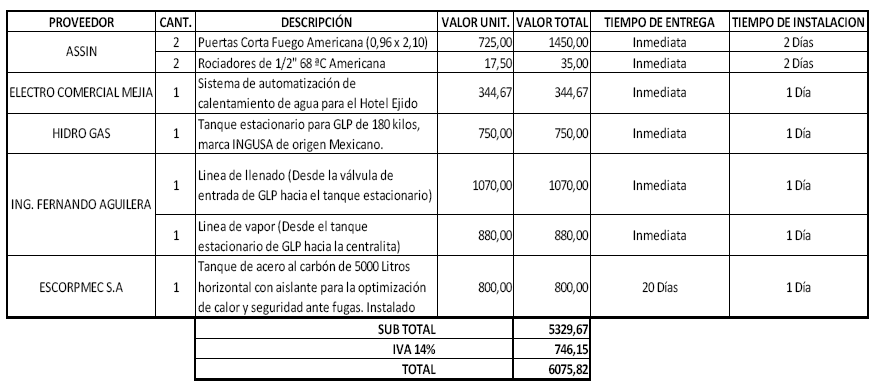 PROVEEDOR CANT. DESCRIPCIÓN VALOR UNIT. VALOR TOTAL TIEMPO DE ENTREGA TIEMPO DE INSTALACION
ASSIN 2 Puertas Corta Fuego Americana (0,96 x 2,10) 725,00 1450,00 Inmediata 2 Días
2 Rociadores de 1/2" 68 ªC Americana 17,50 35,00 Inmediata 2 Días
ELECTRO COMERCIAL MEJIA 1 Sistema de automatización de
calentamiento de agua para el Hotel Ejido 344,67 344,67 Inmediata 1 Día
HIDRO GAS 1 Tanque estacionario para GLP de 180 kilos,
marca INGUSA de origen Mexicano. 750,00 750,00 Inmediata 1 Día
ING. FERNANDO AGUILERA 1 Linea de llenado (Desde la válvula de
entrada de GLP hacia el tanque estacionario) 1070,00 1070,00 Inmediata 1 Día
1 Linea de vapor (Desde el tanque
estacionario de GLP hacia la centralita) 880,00 880,00 Inmediata 1 Día
ESCORPMEC S.A 1 Tanque de acero al carbón de 5000 Litros
horizontal con aislante para la optimización
de calor y seguridad ante fugas. Instalado 800,00 800,00 20 Días 1 Día
SUB TOTAL 5329,67
IVA 14% 746,15
TOTAL 6075,82